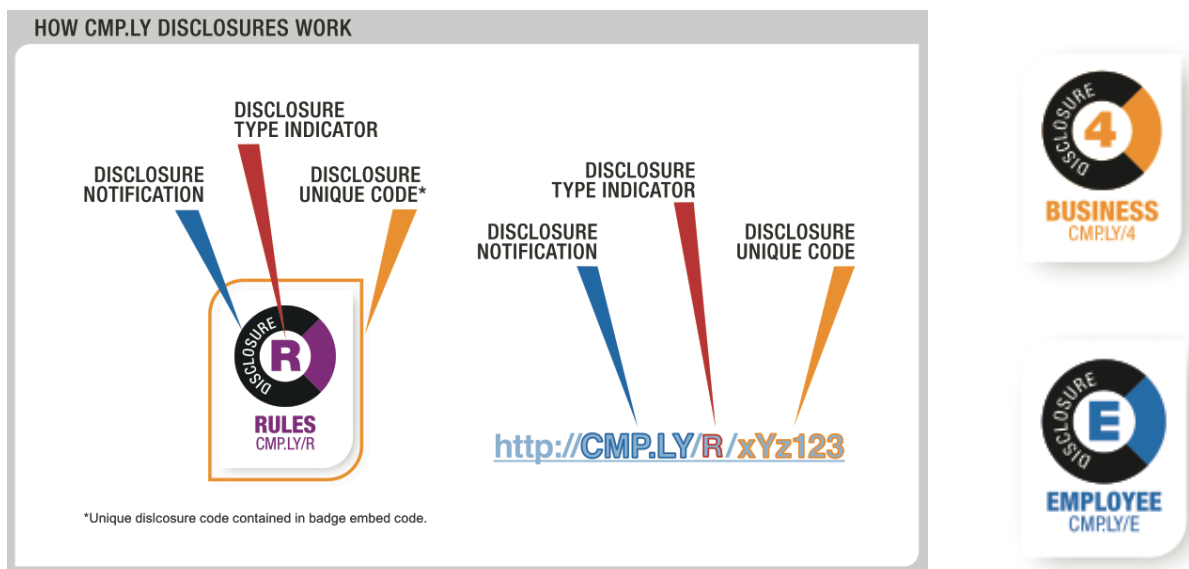 HOW CMP.LY DISCLOSURES WORK
DISCLOSURE
TYPE INDICATOR
DISCLOSURE
NOTIFICATION
DISCLOSURE
UNIQUE CODE*
DISCLOSURE
R
RULES
CMP.LY/R
*Unique dislcosure code contained in badge embed code.
DISCLOSURE
TYPE INDICATOR
DISCLOSURE
NOTIFICATION
DISCLOSURE
UNIQUE CODE
http://CMP.LY/R/xYz123
DISCLOSURE
4
BUSINESS
CMP.LY/4
DISCLOSURE
E
EMPLOYEE
CMP.LY/E